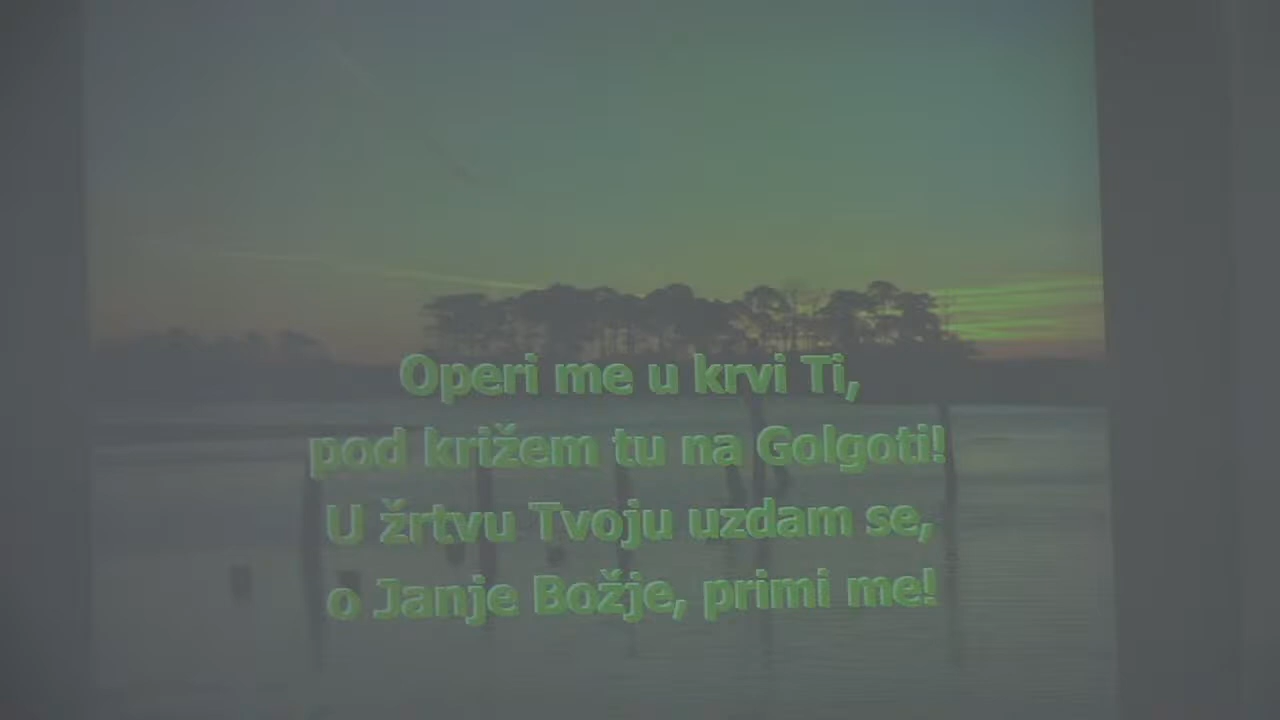 Operi me u krvi Ti,
pod križem tu na Golgoti!
U žrtvu Tvoju uzdam se,
o Janje Božje, primi me!